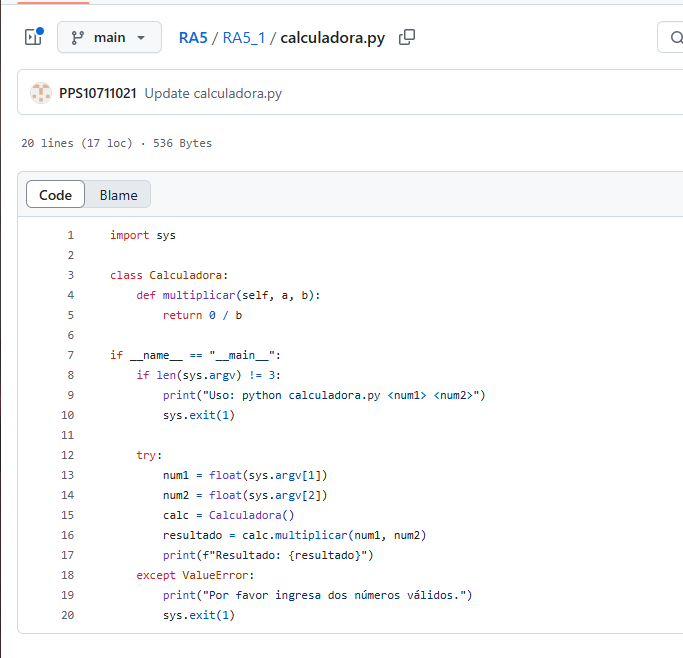 main
RA5 / RA5_1 / calculadora.py
PPS10711021 Update calculadora.py
20 lines (17 loc) · 536 Bytes
Code Blame
1 import sys
2
3 class Calculadora:
4     def multiplicar(self, a, b):
5         return 0 / b
6
7 if __name__ == "__main__":
8     if len(sys.argv) != 3:
9         print("Uso: python calculadora.py <num1> <num2>")
10         sys.exit(1)
11
12     try:
13         num1 = float(sys.argv[1])
14         num2 = float(sys.argv[2])
15         calc = Calculadora()
16         resultado = calc.multiplicar(num1, num2)
17         print(f"Resultado: {resultado}")
18     except ValueError:
19         print("Por favor ingresa dos números válidos.")
20         sys.exit(1)